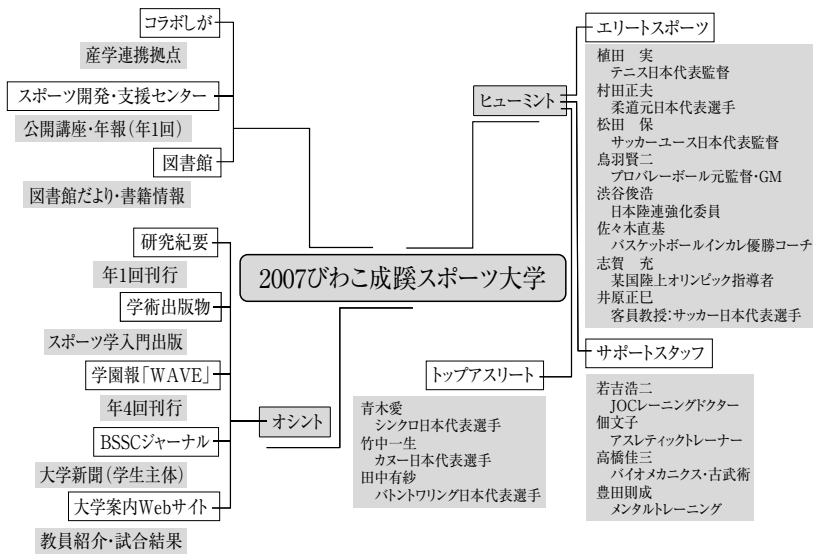 コラボしが
産学連携拠点
スポーツ開発・支援センター
公開講座・年報(年1回)
図書館
図書館だより・書籍情報
研究紀要
年1回刊行
学術出版物
スポーツ学入門出版
学園報「WAVE」
年4回刊行
BSSCジャーナル
大学新聞(学生主体)
大学案内Webサイト
教員紹介・試合結果
オシント
2007びわこ成蹊スポーツ大学
ヒューミント
エリートスポーツ
植田 実
テニス日本代表監督
村田正夫
柔道元日本代表選手
松田 保
サッカーユース日本代表監督
鳥羽賢二
プロバレーボール元監督・GM
渋谷俊浩
日本陸連強化委員
佐々木直基
バスケットボールインカレ優勝コーチ
志賀 充
某国陸上オリンピック指導者
井原正巳
客員教授:サッカー日本代表選手
トップアスリート
青木愛
シンクロ日本代表選手
竹中一生
カヌー日本代表選手
田中有紗
バトントワリング日本代表選手
サポートスタッフ
若吉浩二
JOCレーニングドクター
佃文子
アスレティックトレーナー
高橋佳三
バイオメカニクス・古武術
豊田則成
メンタルトレーニング